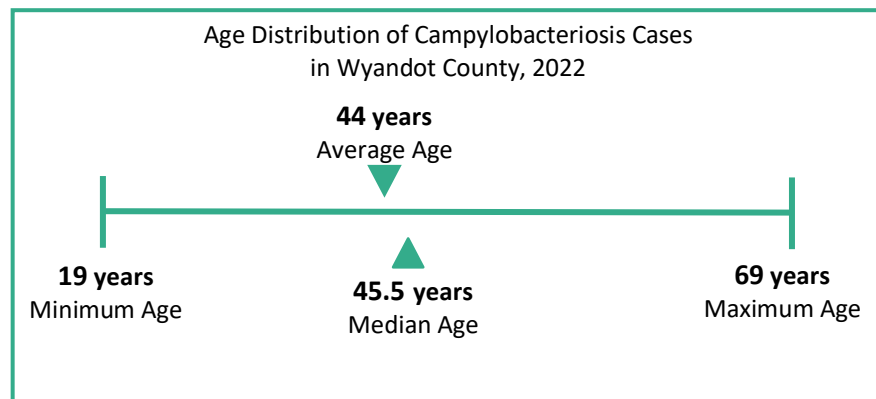 Age Distribution of Campylobacteriosis Cases
in Wyandot County, 2022
44 years
Average Age
19 years
Minimum Age
45.5 years
Median Age
69 years
Maximum Age